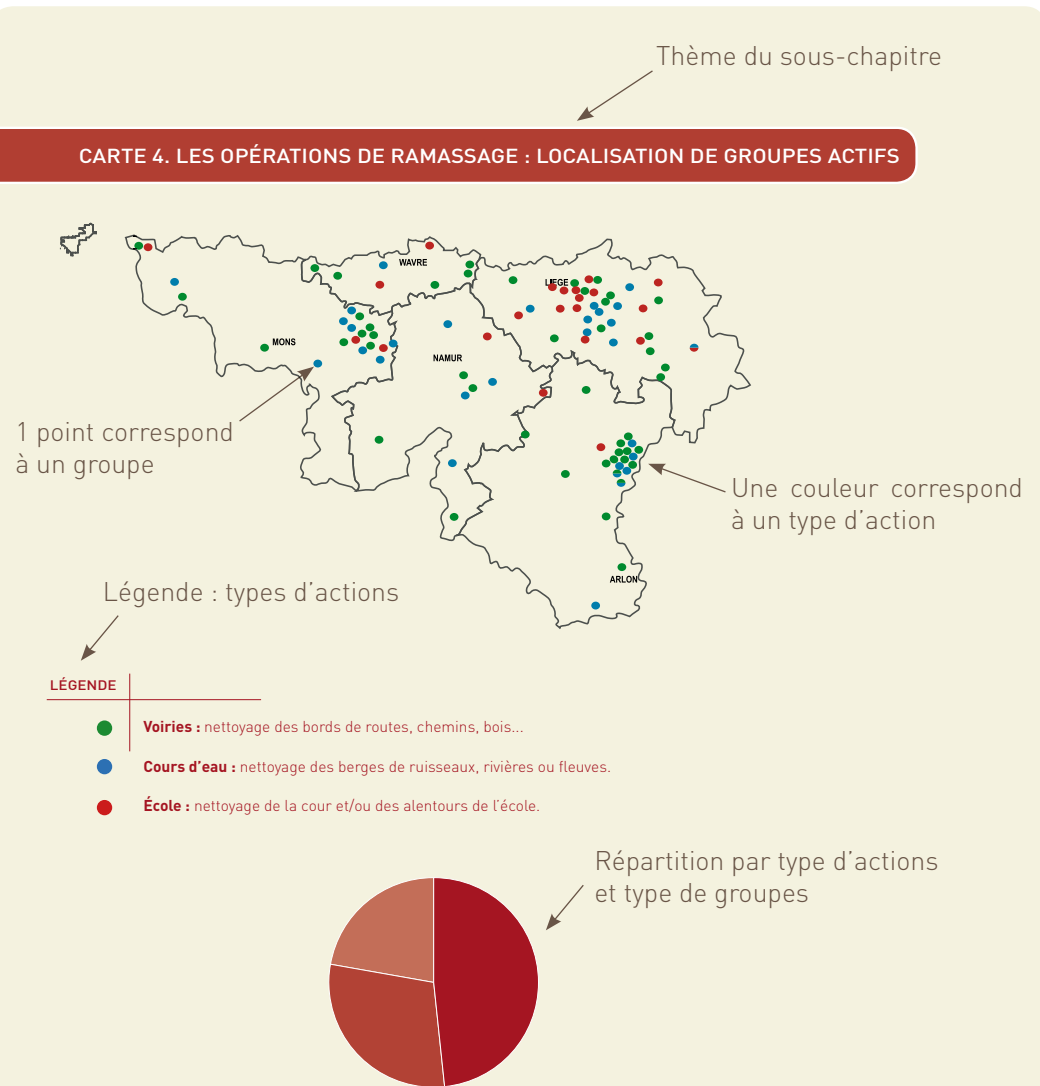 Thème du sous-chapitre
CARTE 4. LES OPÉRATIONS DE RAMASSAGE : LOCALISATION DE GROUPES ACTIFS
WAVRE
LIEGE
MONS
NAMUR
1 point correspond
à un groupe
Une couleur correspond
à un type d'action
ARLON
Légende : types d'actions
LÉGENDE
Voiries : nettoyage des bords de routes, chemins, bois...
Cours d'eau : nettoyage des berges de ruisseaux, rivières ou fleuves.
École : nettoyage de la cour et/ou des alentours de l'école.
Répartition par type d'actions
et type de groupes